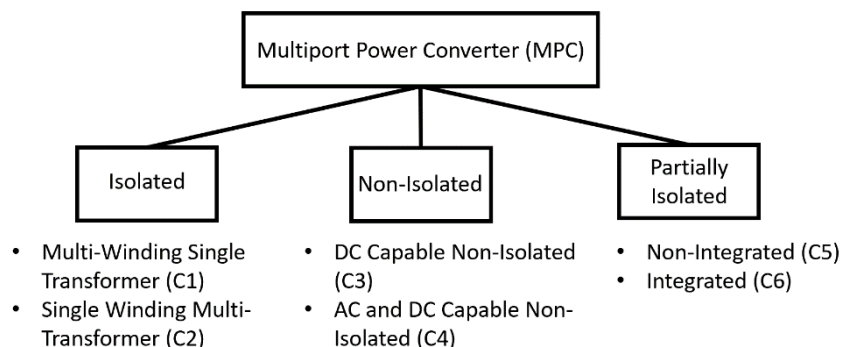 Multiport Power Converter (MPC)
Isolated
Non-Isolated
Partially
Isolated
• Multi-Winding Single
Transformer (C1)
• Single Winding Multi-
Transformer (C2)
• DC Capable Non-Isolated
(C3)
• AC and DC Capable Non-
Isolated (C4)
• Non-Integrated (C5)
• Integrated (C6)